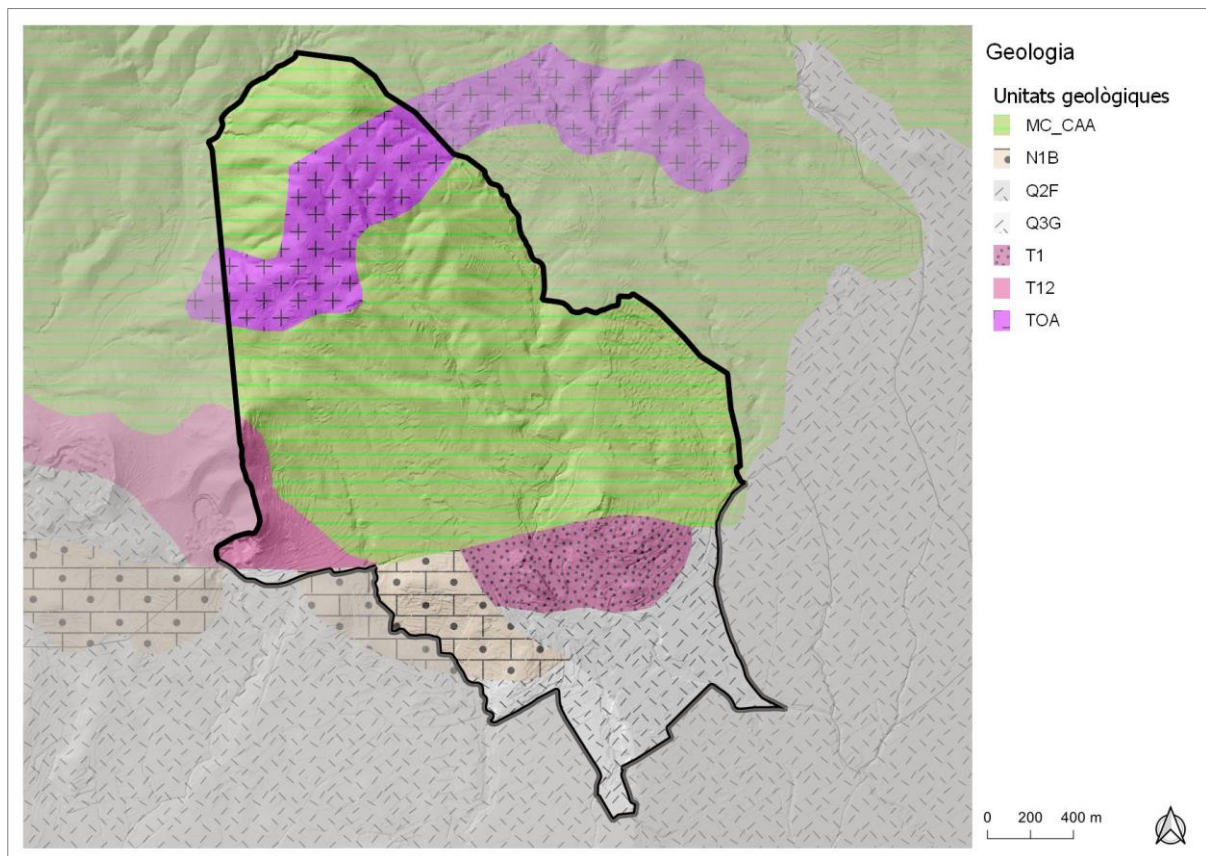 Geologia
Unitats geològiques
MC_CAA
N1B
Q2F
Q3G
T1
T12
TOA
0 200 400 m